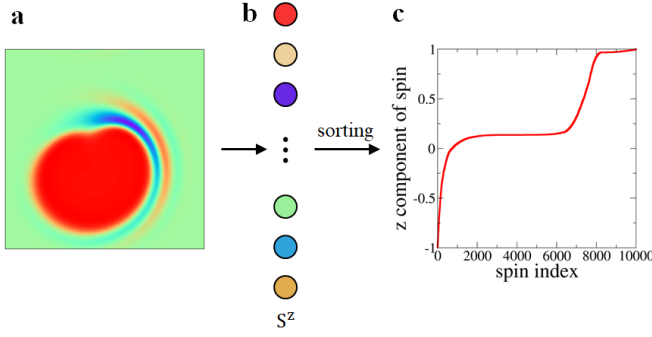 a
b
c
sorting
S^z
z component of spin
1
0.5
0
-0.5
-1
0 2000 4000 6000 8000 10000
spin index